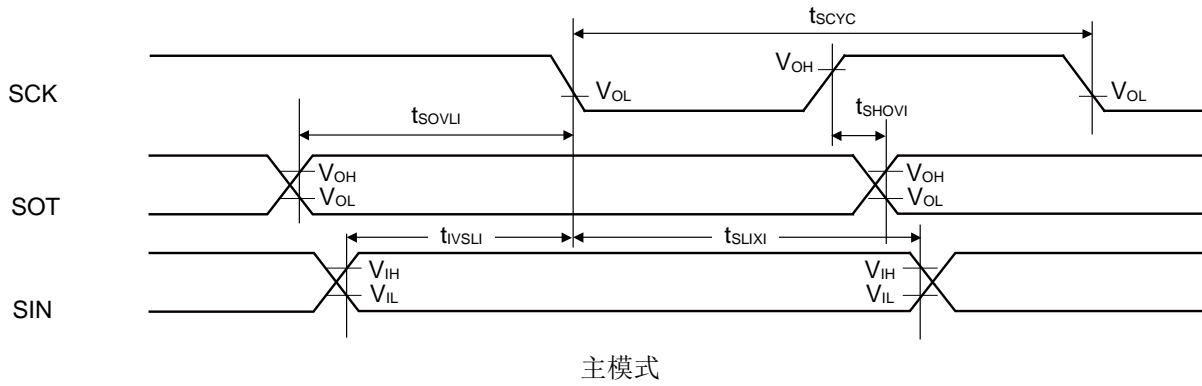 tSCYC
SCK
VOL
VOH
VOL
tSOVLI
tSHOVI
SOT
VOH
VOL
VOH
VOL
tIVSLI
tSLIXI
SIN
VIH
VIL
VIH
VIL
主模式